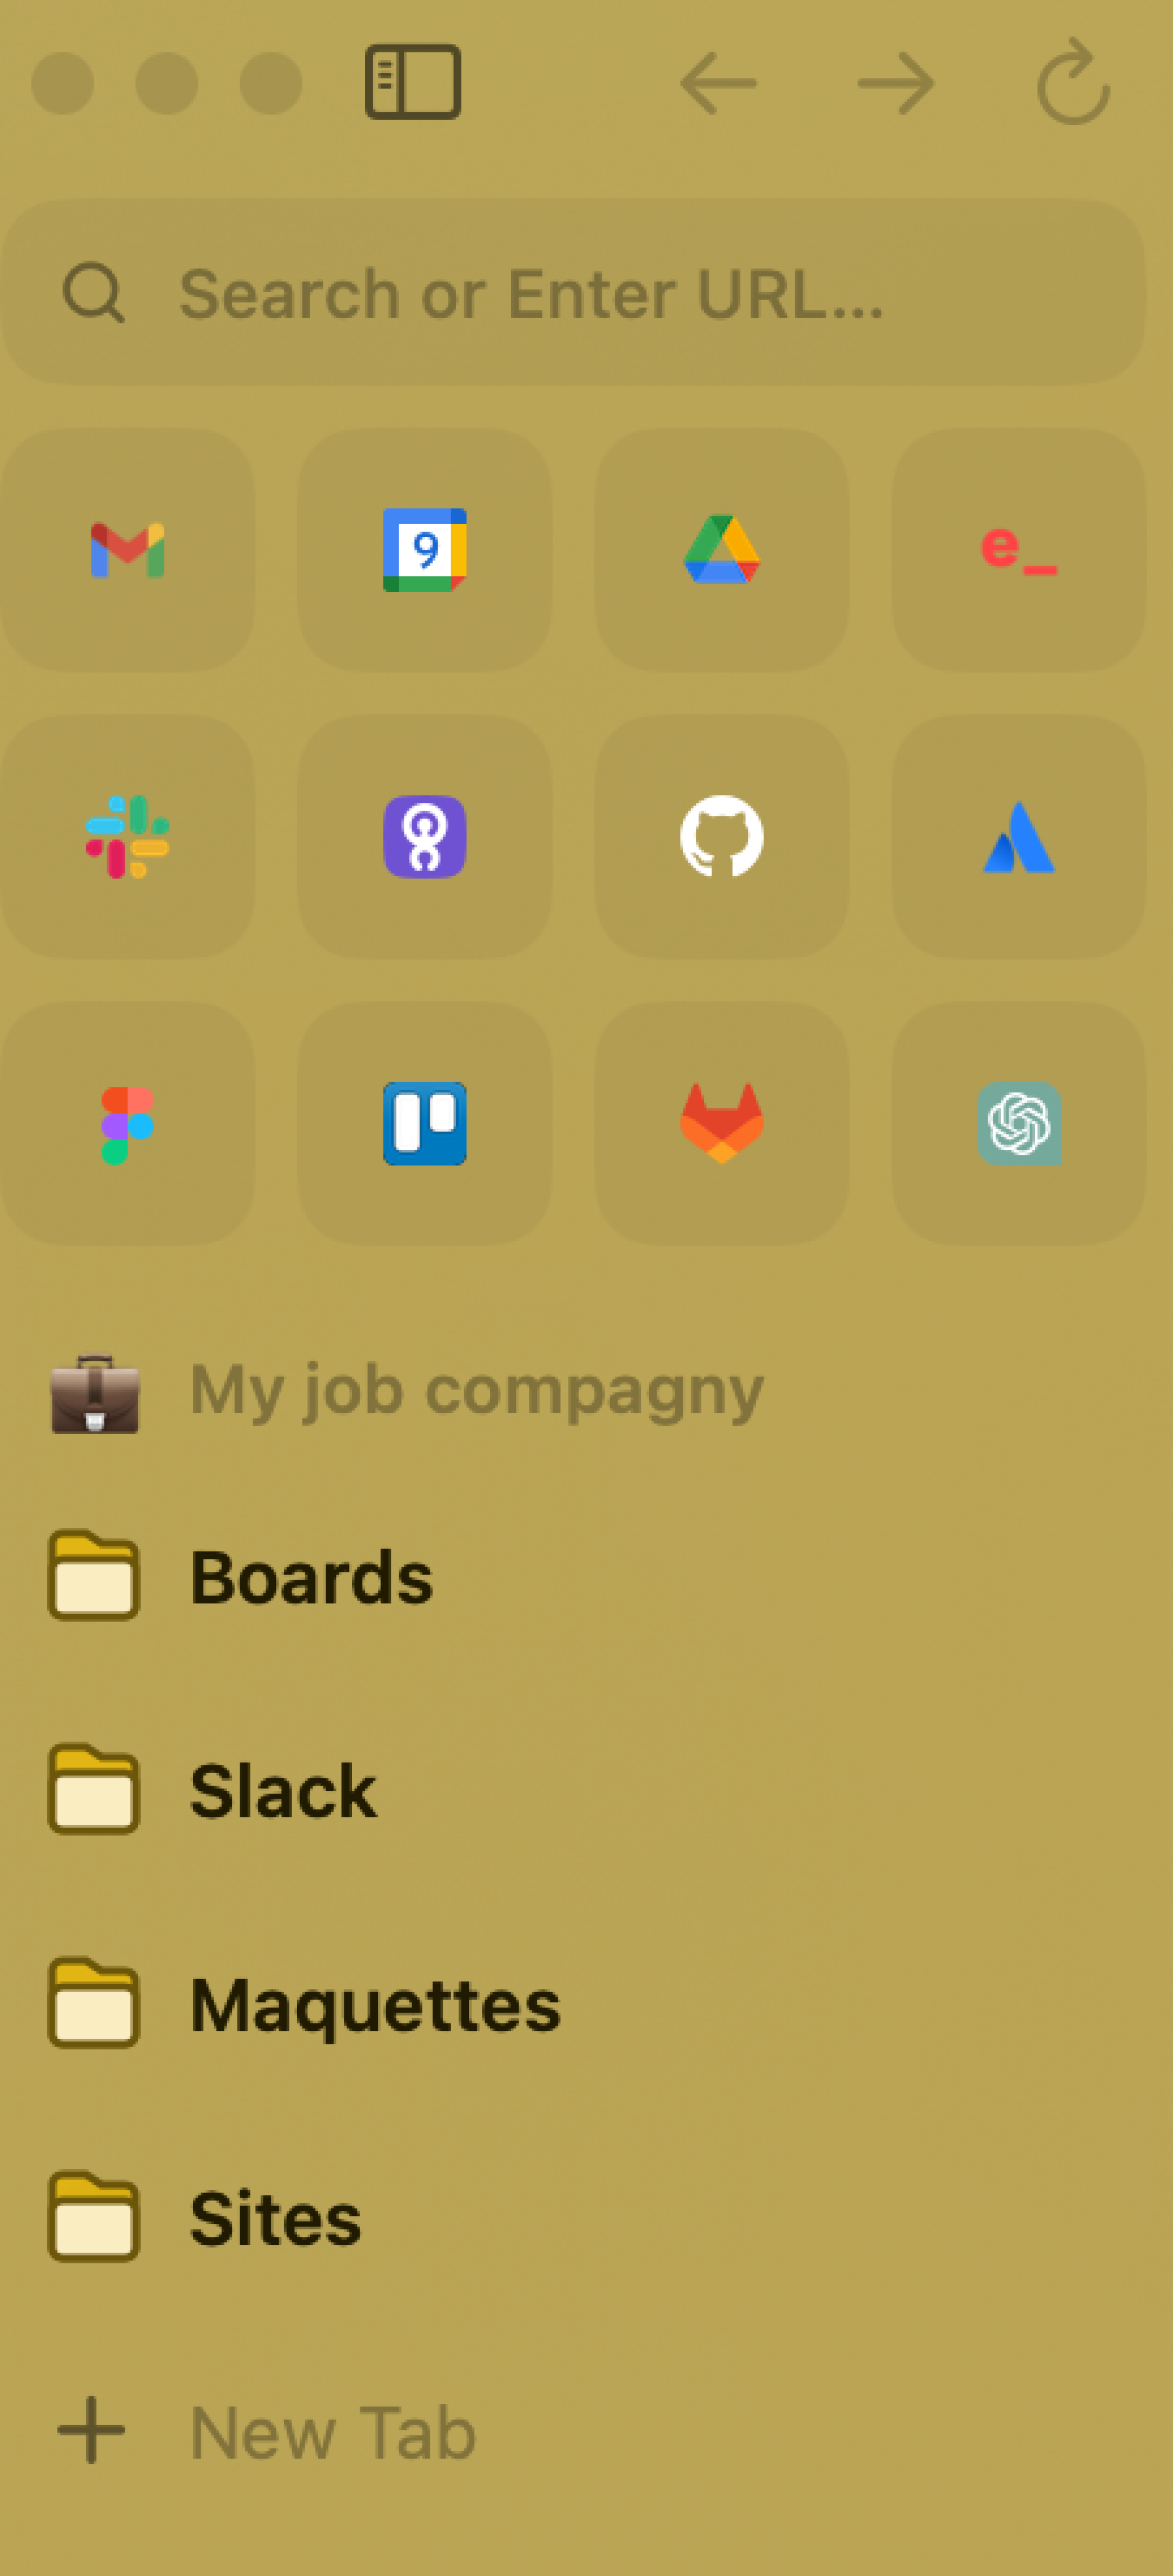 Search or Enter URL...
9
e_
My job compagny
Boards
Slack
Maquettes
Sites
New Tab